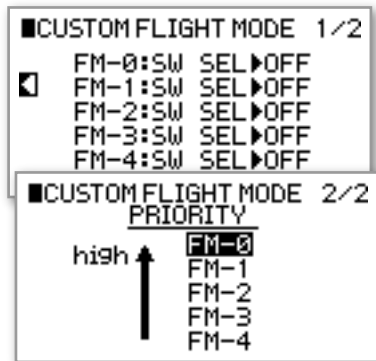 ■CUSTOM FLIGHT MODE 1/2
FM-0:SW SEL▶OFF
FM-1:SW SEL▶OFF
FM-2:SW SEL▶OFF
FM-3:SW SEL▶OFF
FM-4:SW SEL▶OFF
■CUSTOM FLIGHT MODE 2/2
PRIORITY
high
FM-0
FM-1
FM-2
FM-3
FM-4